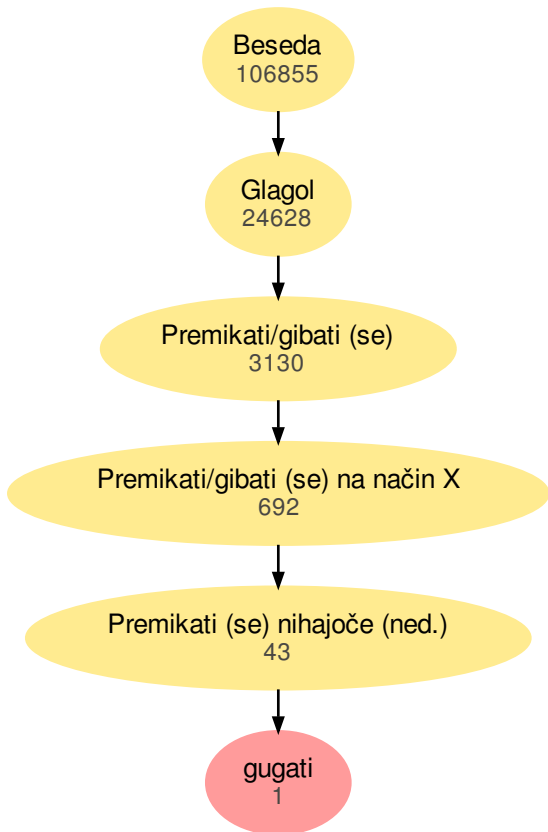 Beseda
106855
Glagol
24628
Premikati/gibati (se)
3130
Premikati/gibati (se) na način X
692
Premikati (se) nihajoče (ned.)
43
gugati
1